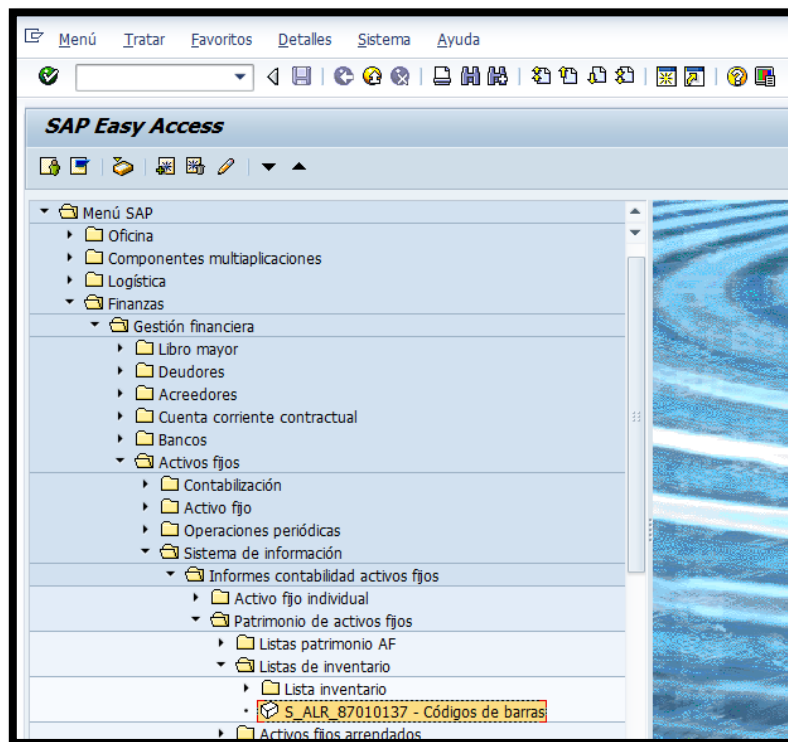 Menú Tratar Favoritos Detalles Sistema Ayuda
SAP Easy Access
Menú SAP
Oficina
Componentes multiaplicaciones
Logística
Finanzas
Gestión financiera
Libro mayor
Deudores
Acreedores
Cuenta corriente contractual
Bancos
Activos fijos
Contabilización
Activo fijo
Operaciones periódicas
Sistema de información
Informes contabilidad activos fijos
Activo fijo individual
Patrimonio de activos fijos
Listas patrimonio AF
Listas de inventario
Lista inventario
S_ALR_87010137 - Códigos de barras
Activos fijos arrendados